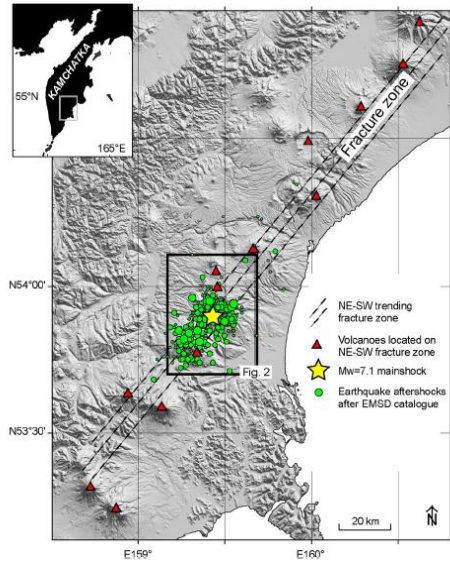 KAMCHATKA
55°N
165°E
Fracture zone
N54°00'
NE-SW trending
fracture zone
Volcanoes located on
NE-SW fracture zone
Mw=7.1 mainshock
Earthquake aftershocks
after EMSD catalogue
Fig. 2
N53°30'
20 km
N
E159°
E160°